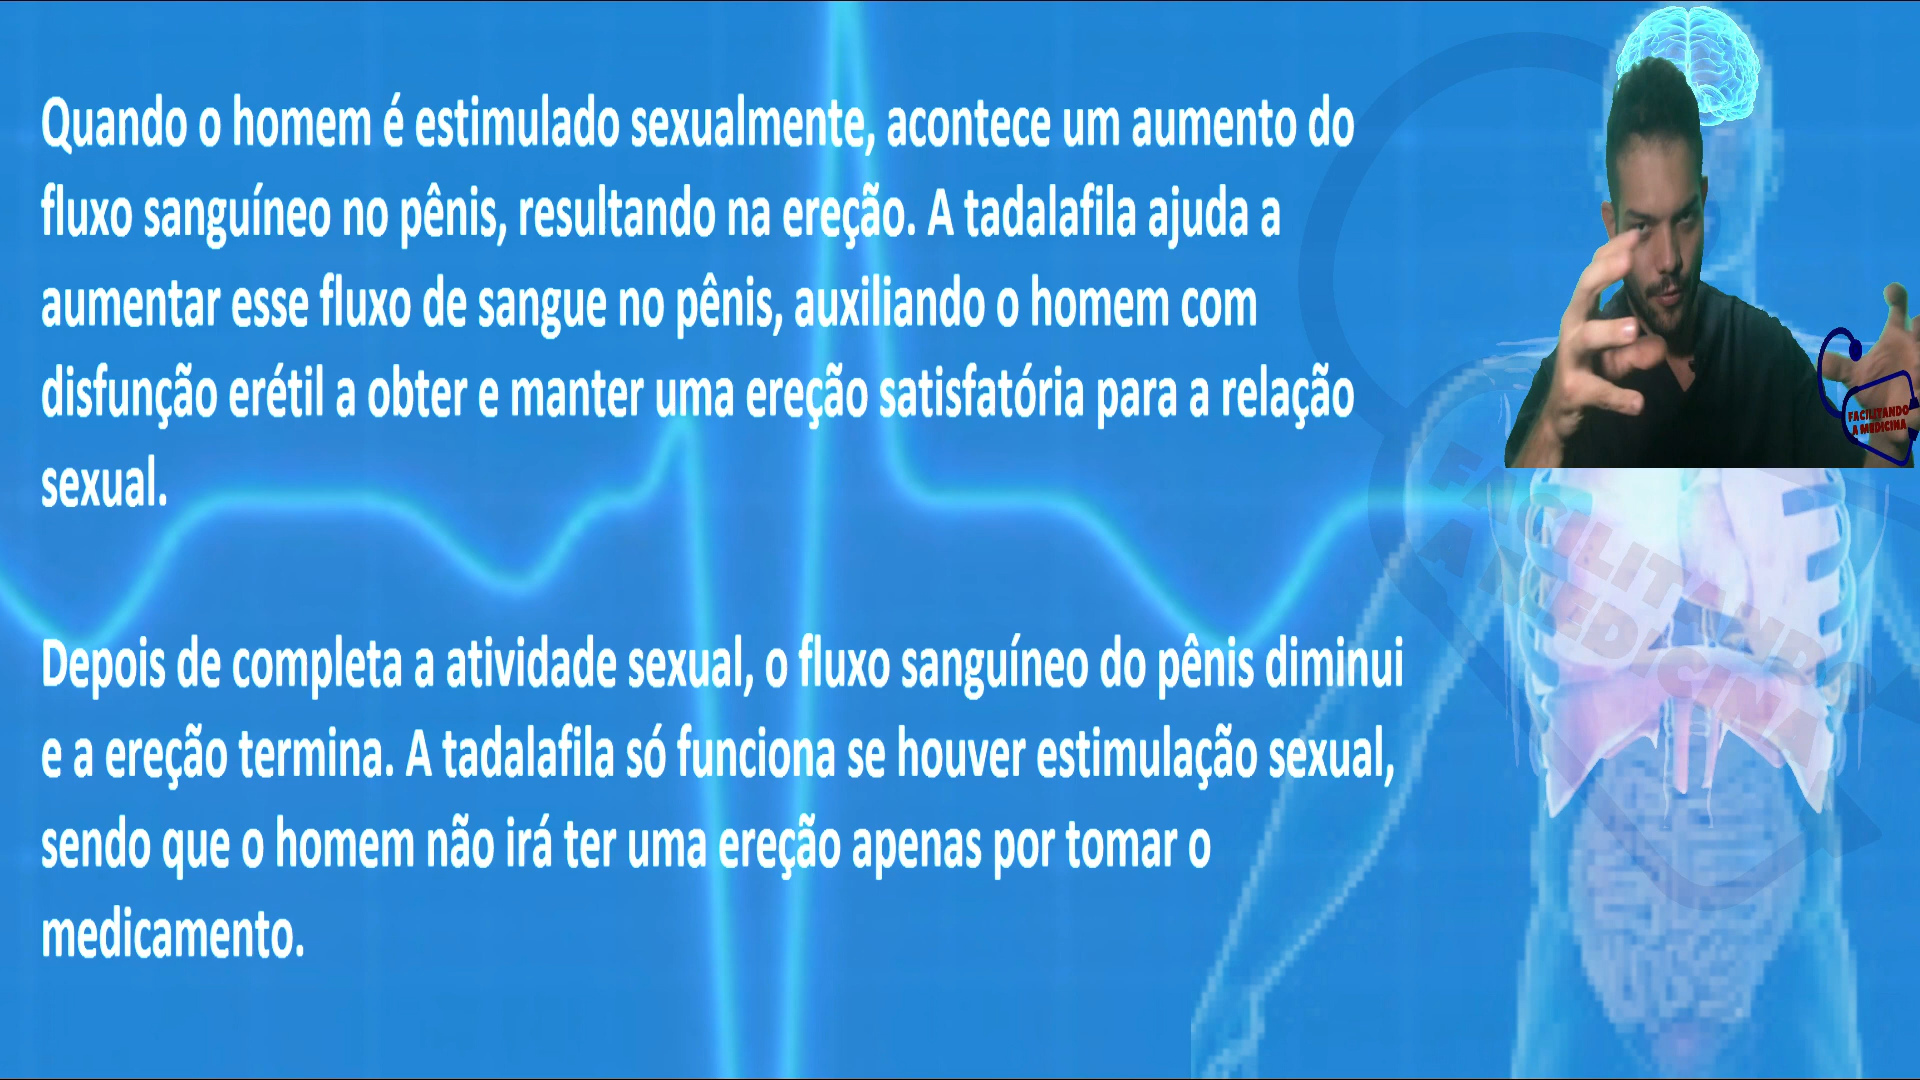 Quando o homem é estimulado sexualmente, acontece um aumento do
fluxo sanguíneo no pênis, resultando na ereção. A tadalafila ajuda a
aumentar esse fluxo de sangue no pênis, auxiliando o homem com
disfunção erétil a obter e manter uma ereção satisfatória para a relação
sexual.
Depois de completa a atividade sexual, o fluxo sanguíneo do pênis diminui
e a ereção termina. A tadalafila só funciona se houver estimulação sexual,
sendo que o homem não irá ter uma ereção apenas por tomar o
medicamento.
FACILITANDO
A MEDICINA
FACILITANDO
A MEDICINA